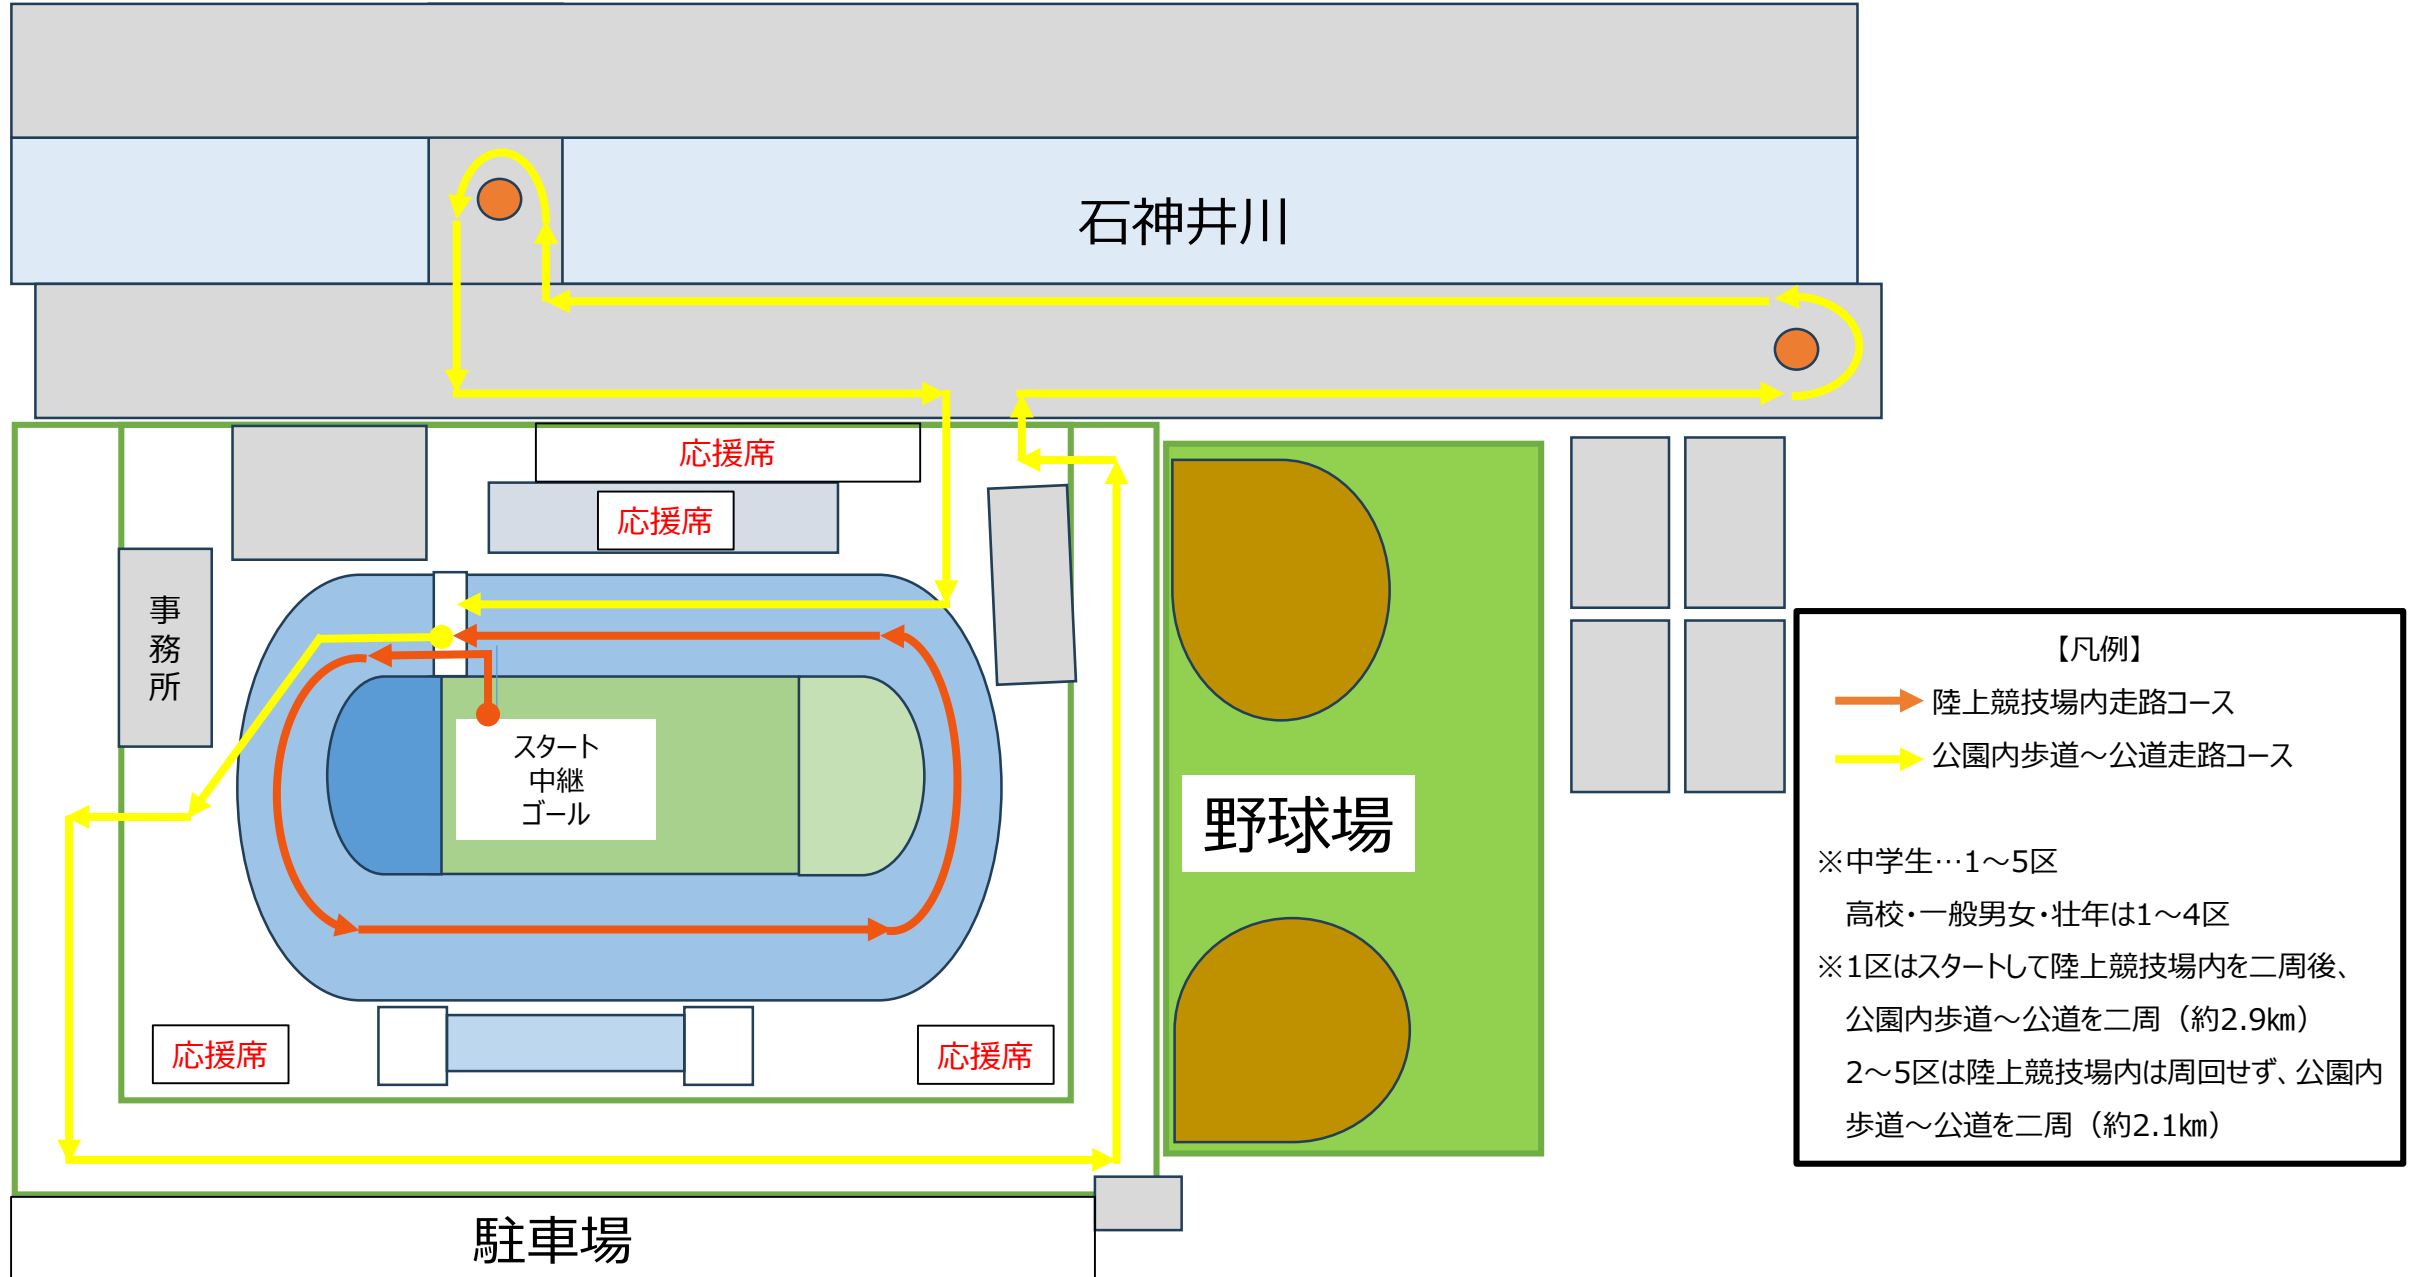 石神井川
応援席
応援席
事
務
所
スタート
中継
ゴール
野球場
応援席
応援席
駐車場
【凡例】
陸上競技場内走路コース
公園内歩道～公道走路コース
※中学生…1～5区
高校・一般男女・壮年は1～4区
※1区はスタートして陸上競技場内を二周後、
公園内歩道～公道を二周（約2.9㎞）
2～5区は陸上競技場内は周回せず、公園内
歩道～公道を二周（約2.1㎞）